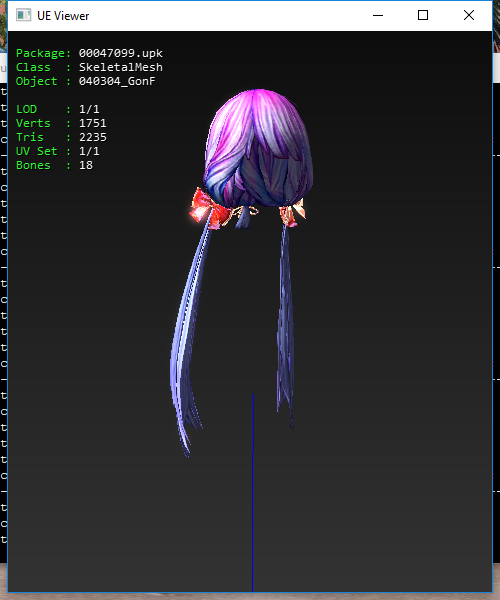 UE Viewer
Package: 00047099.upk
Class : SkeletalMesh
Object : 040304_GonF
LOD : 1/1
Verts : 1751
Tris : 2235
UV Set : 1/1
Bones : 18